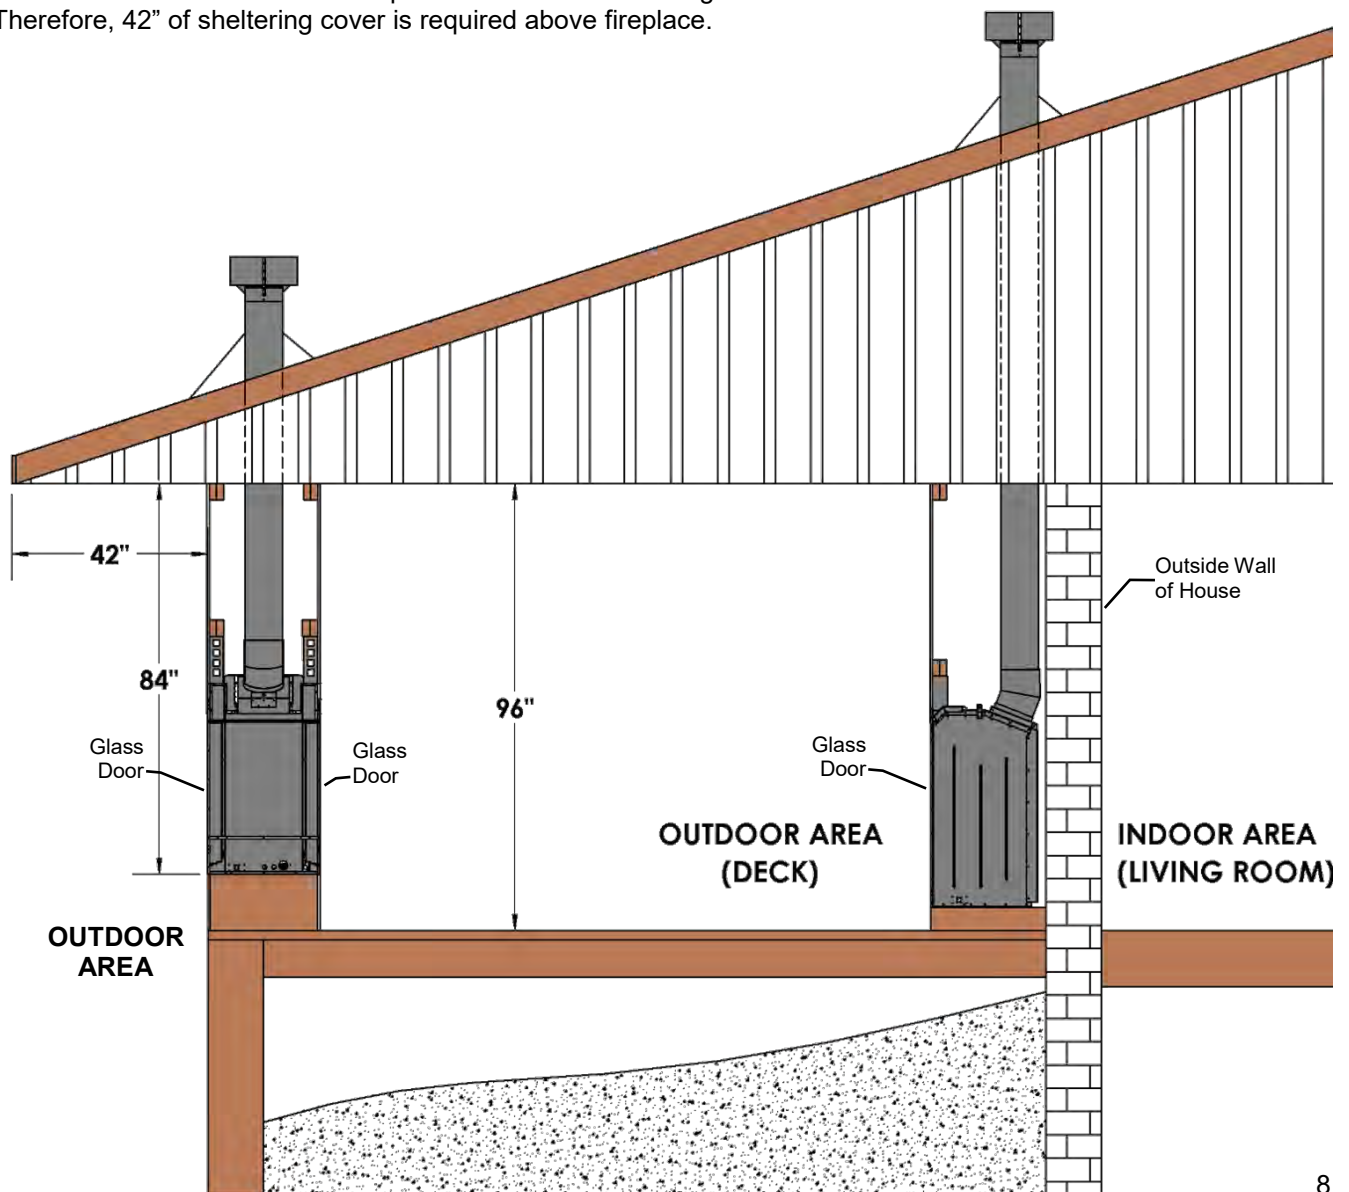 Therefore, 42” of sheltering cover is required above fireplace.
42"
84"
96"
Outside Wall
of House
Glass
Door
Glass
Door
Glass
Door
OUTDOOR AREA
(DECK)
INDOOR AREA
(LIVING ROOM)
OUTDOOR
AREA
8